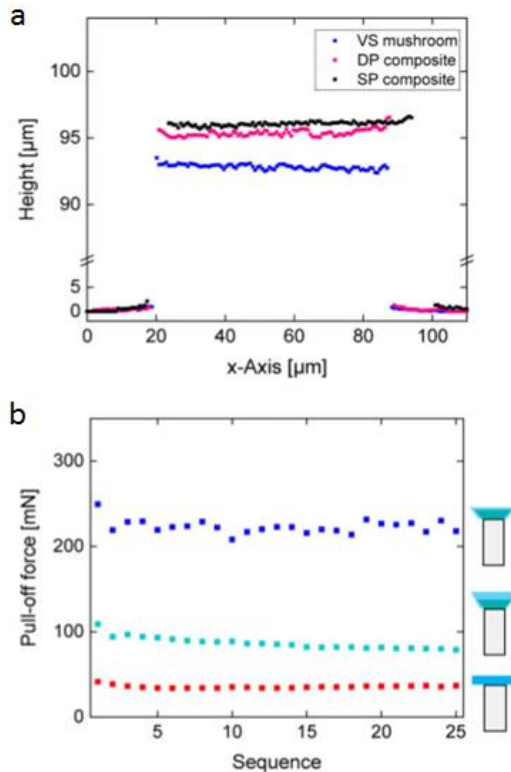 a
VS mushroom
DP composite
SP composite
100
95
90
5
0
Height [µm]
0 20 40 60 80 100
x-Axis [µm]
b
300
200
100
0
Pull-off force [mN]
5 10 15 20 25
Sequence